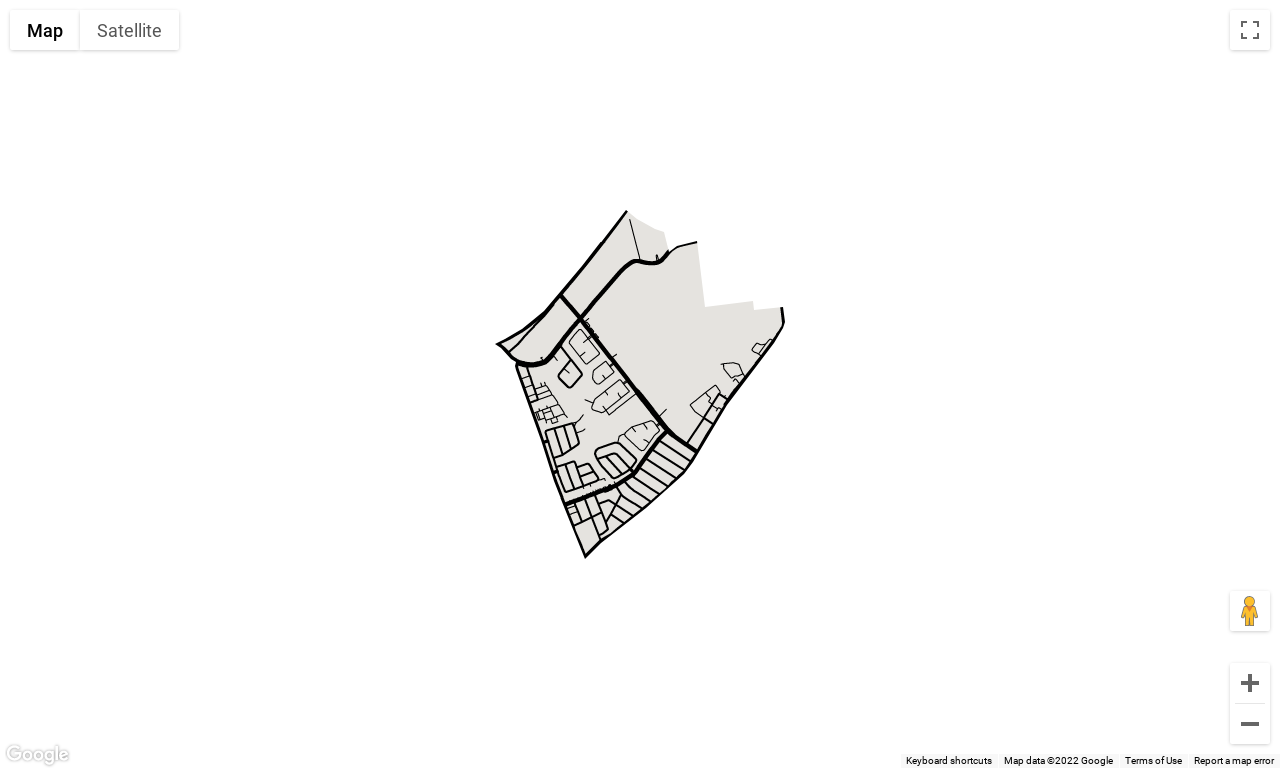 Map Satellite
Google
Keyboard shortcuts Map data ©2022 Google Terms of Use Report a map error